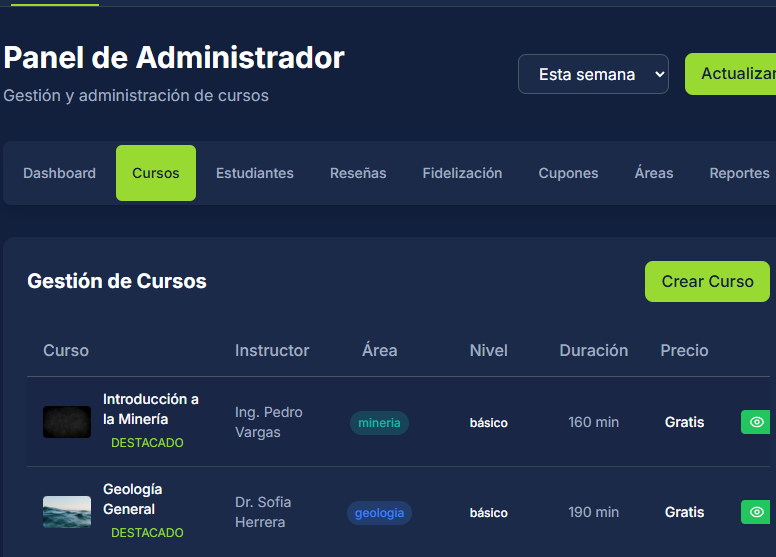 Panel de Administrador
Gestión y administración de cursos
Esta semana
Actualizar
Dashboard Cursos Estudiantes Reseñas Fidelización Cupones Áreas Reportes
Gestión de Cursos
Crear Curso
Curso Instructor Área Nivel Duración Precio
Introducción a
la Minería
DESTACADO
Ing. Pedro
Vargas
mineria
básico
160 min
Gratis
Geología
General
DESTACADO
Dr. Sofia
Herrera
geologia
básico
190 min
Gratis